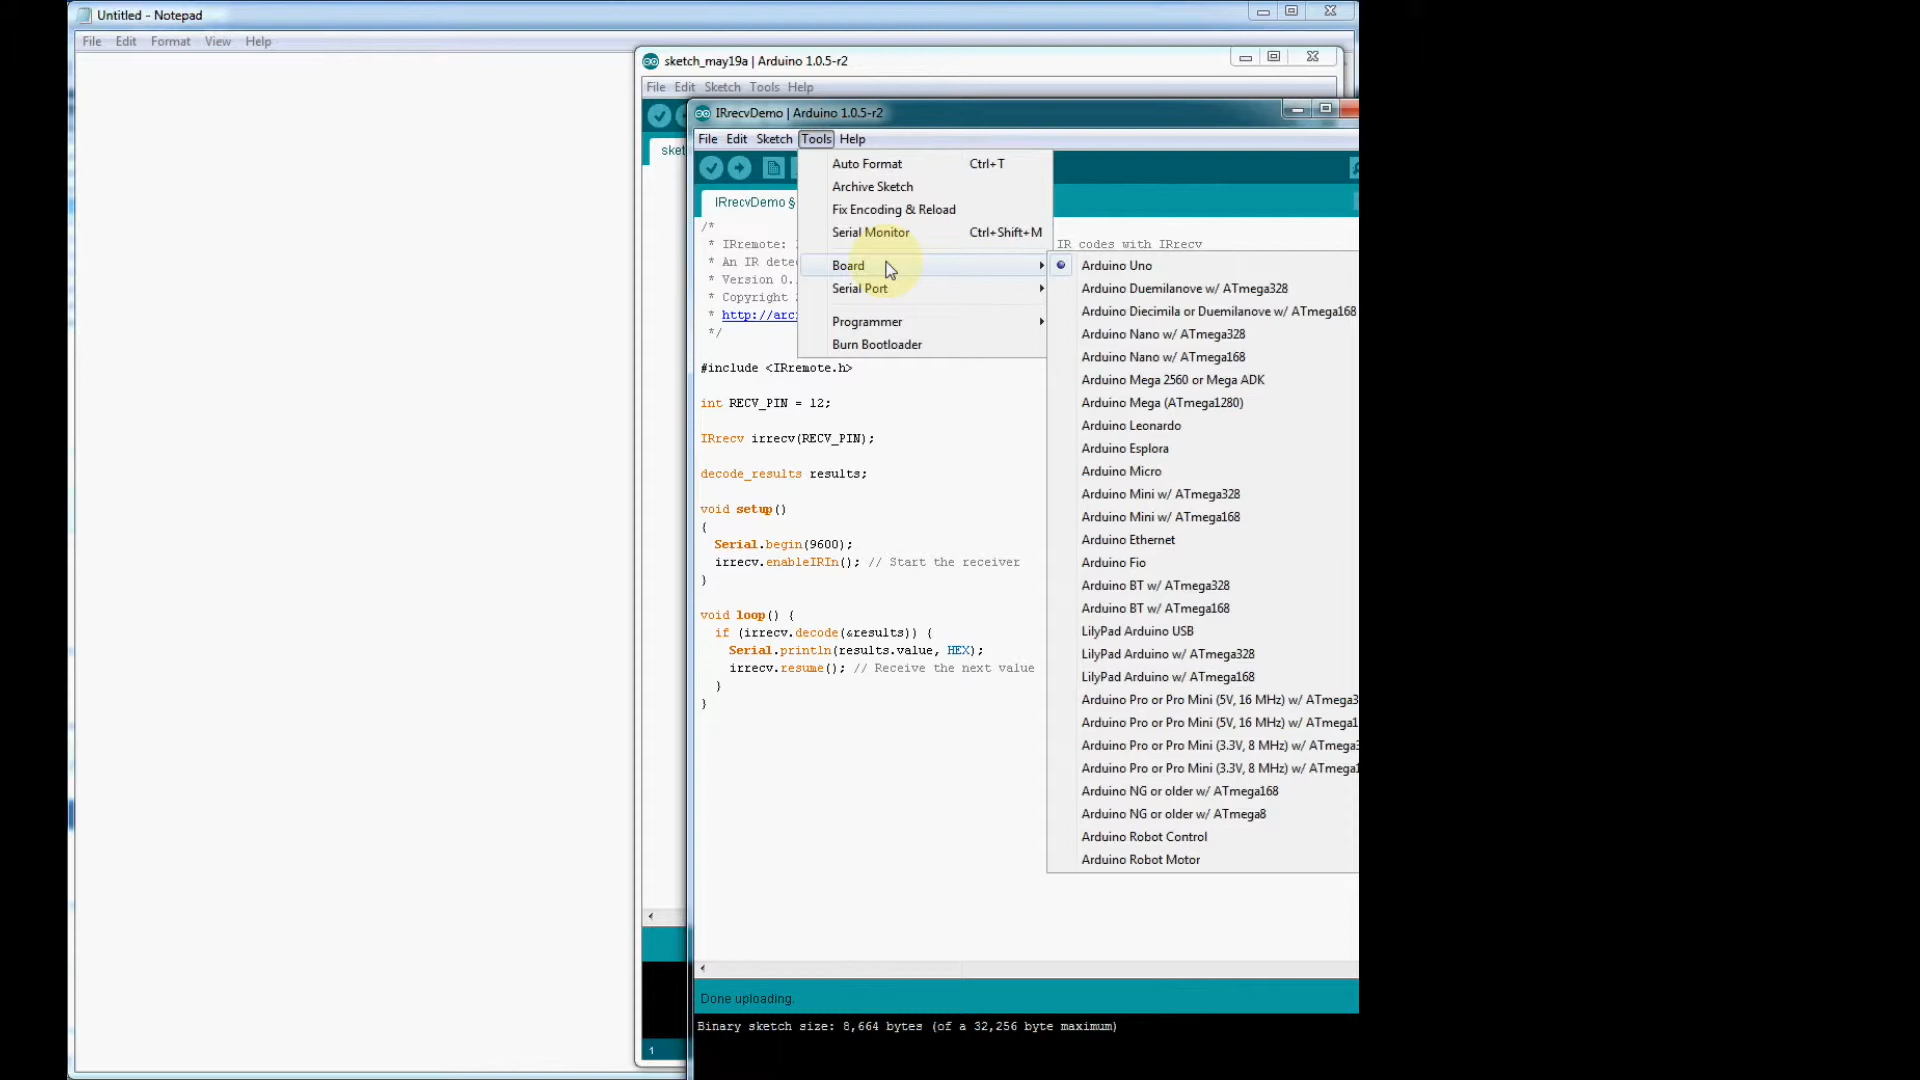 Untitled - Notepad
File Edit Format View Help
sketch_may19a | Arduino 1.0.5-r2
File Edit Sketch Tools Help
IRrecvDemo | Arduino 1.0.5-r2
File Edit Sketch Tools Help
Auto Format Ctrl+T
Archive Sketch
Fix Encoding & Reload
Serial Monitor Ctrl+Shift+M
Board
Serial Port
Programmer
Burn Bootloader
Arduino Uno
Arduino Duemilanove w/ ATmega328
Arduino Diecimila or Duemilanove w/ ATmega168
Arduino Nano w/ ATmega328
Arduino Nano w/ ATmega168
Arduino Mega 2560 or Mega ADK
Arduino Mega (ATmega1280)
Arduino Leonardo
Arduino Esplora
Arduino Micro
Arduino Mini w/ ATmega328
Arduino Mini w/ ATmega168
Arduino Ethernet
Arduino Fio
Arduino BT w/ ATmega328
Arduino BT w/ ATmega168
LilyPad Arduino USB
LilyPad Arduino w/ ATmega328
LilyPad Arduino w/ ATmega168
Arduino Pro or Pro Mini (5V, 16 MHz) w/ ATmega3
Arduino Pro or Pro Mini (5V, 16 MHz) w/ ATmega1
Arduino Pro or Pro Mini (3.3V, 8 MHz) w/ ATmega3
Arduino Pro or Pro Mini (3.3V, 8 MHz) w/ ATmega1
Arduino NG or older w/ ATmega168
Arduino NG or older w/ ATmega8
Arduino Robot Control
Arduino Robot Motor
sket
IRrecvDemo §
/*
* IRremote: IR codes with IRrecv
* An IR dete
* Version 0.
* Copyright 2
* http://arc
*/
#include <IRremote.h>
int RECV_PIN = 12;
IRrecv irrecv(RECV_PIN);
decode_results results;
void setup()
{
Serial.begin(9600);
irrecv.enableIRIn(); // Start the receiver
}
void loop() {
if (irrecv.decode(&results)) {
Serial.println(results.value, HEX);
irrecv.resume(); // Receive the next value
}
}
Done uploading.
Binary sketch size: 8,664 bytes (of a 32,256 byte maximum)
1